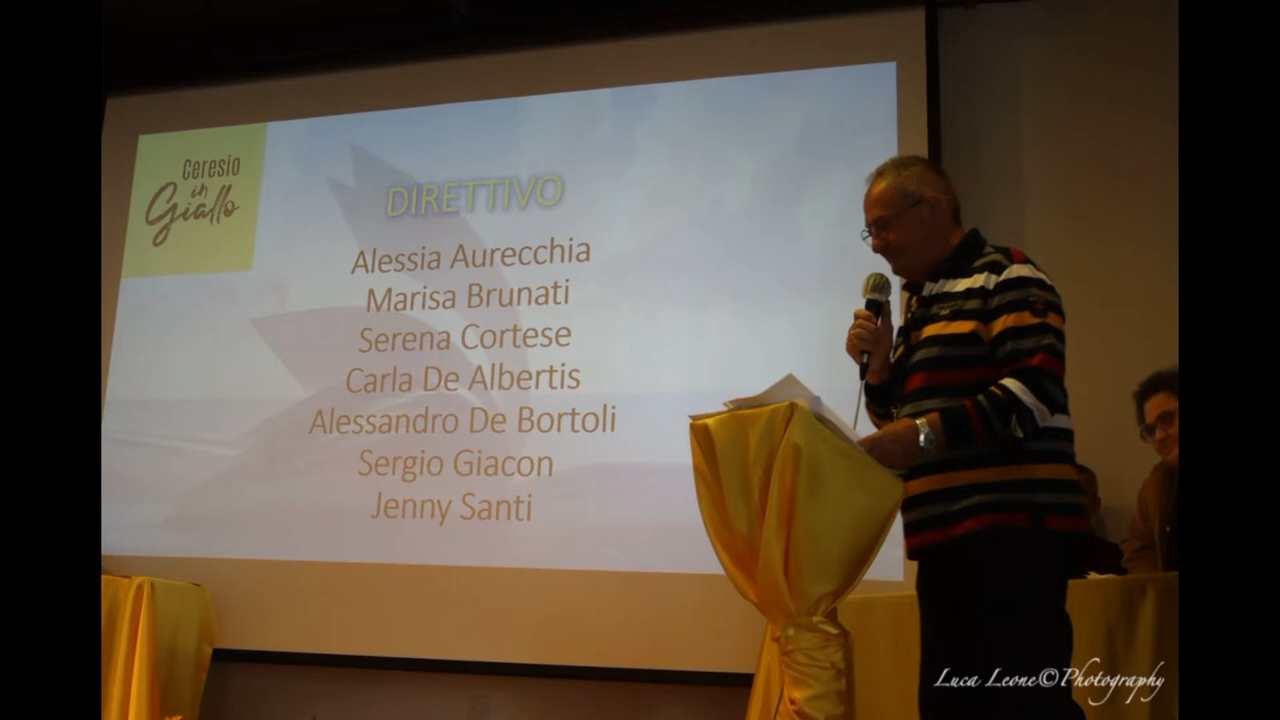 Ceresio
in
Giallo
DIRETTIVO
Alessia Aurecchia
Marisa Brunati
Serena Cortese
Carla De Albertis
Alessandro De Bortoli
Sergio Giacon
Jenny Santi
Luca Leone©Photography